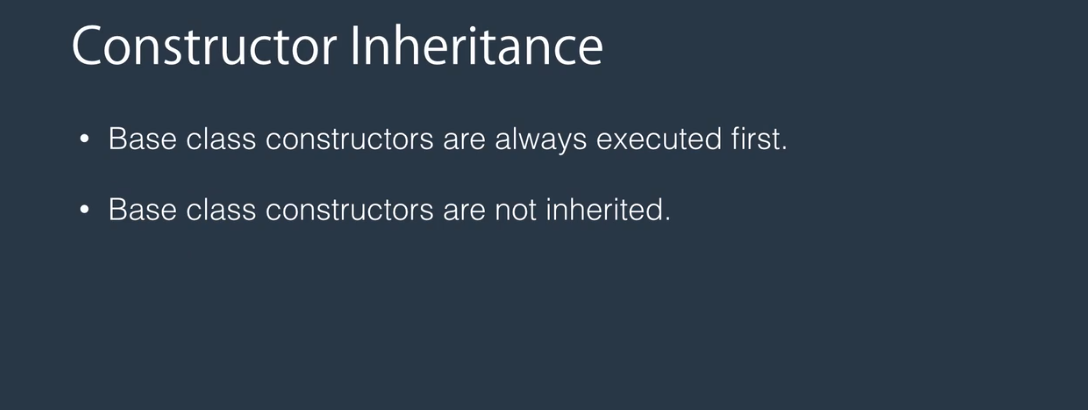 Constructor Inheritance
• Base class constructors are always executed first.
• Base class constructors are not inherited.